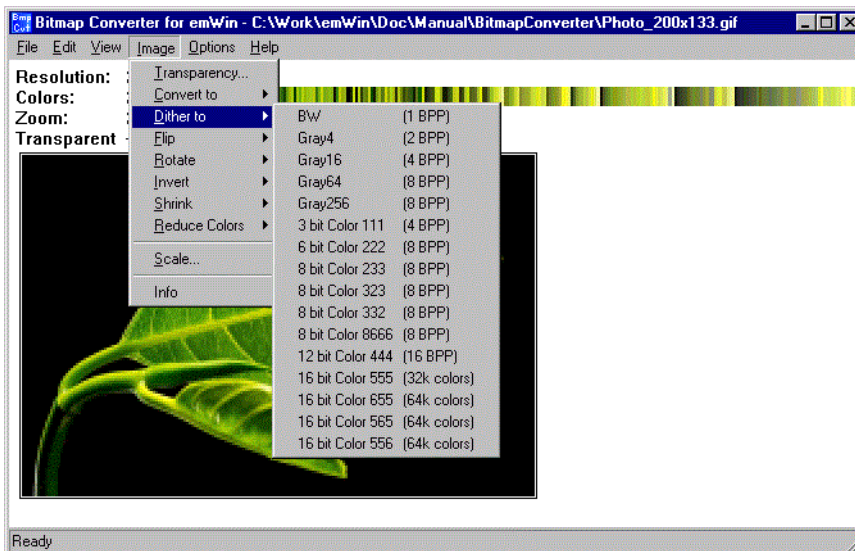 Bitmap Converter for emWin - C:\Work\emWin\Doc\Manual\BitmapConverter\Photo_200x133.gif
File Edit View Image Options Help
Resolution:
Colors:
Zoom:
Transparent
Transparency...
Convert to
Dither to
Flip
Rotate
Invert
Shrink
Reduce Colors
Scale...
Info
BW (1 BPP)
Gray4 (2 BPP)
Gray16 (4 BPP)
Gray64 (8 BPP)
Gray256 (8 BPP)
3 bit Color 111 (4 BPP)
6 bit Color 222 (8 BPP)
8 bit Color 233 (8 BPP)
8 bit Color 323 (8 BPP)
8 bit Color 332 (8 BPP)
8 bit Color 8666 (8 BPP)
12 bit Color 444 (16 BPP)
16 bit Color 555 (32k colors)
16 bit Color 655 (64k colors)
16 bit Color 565 (64k colors)
16 bit Color 556 (64k colors)
Ready